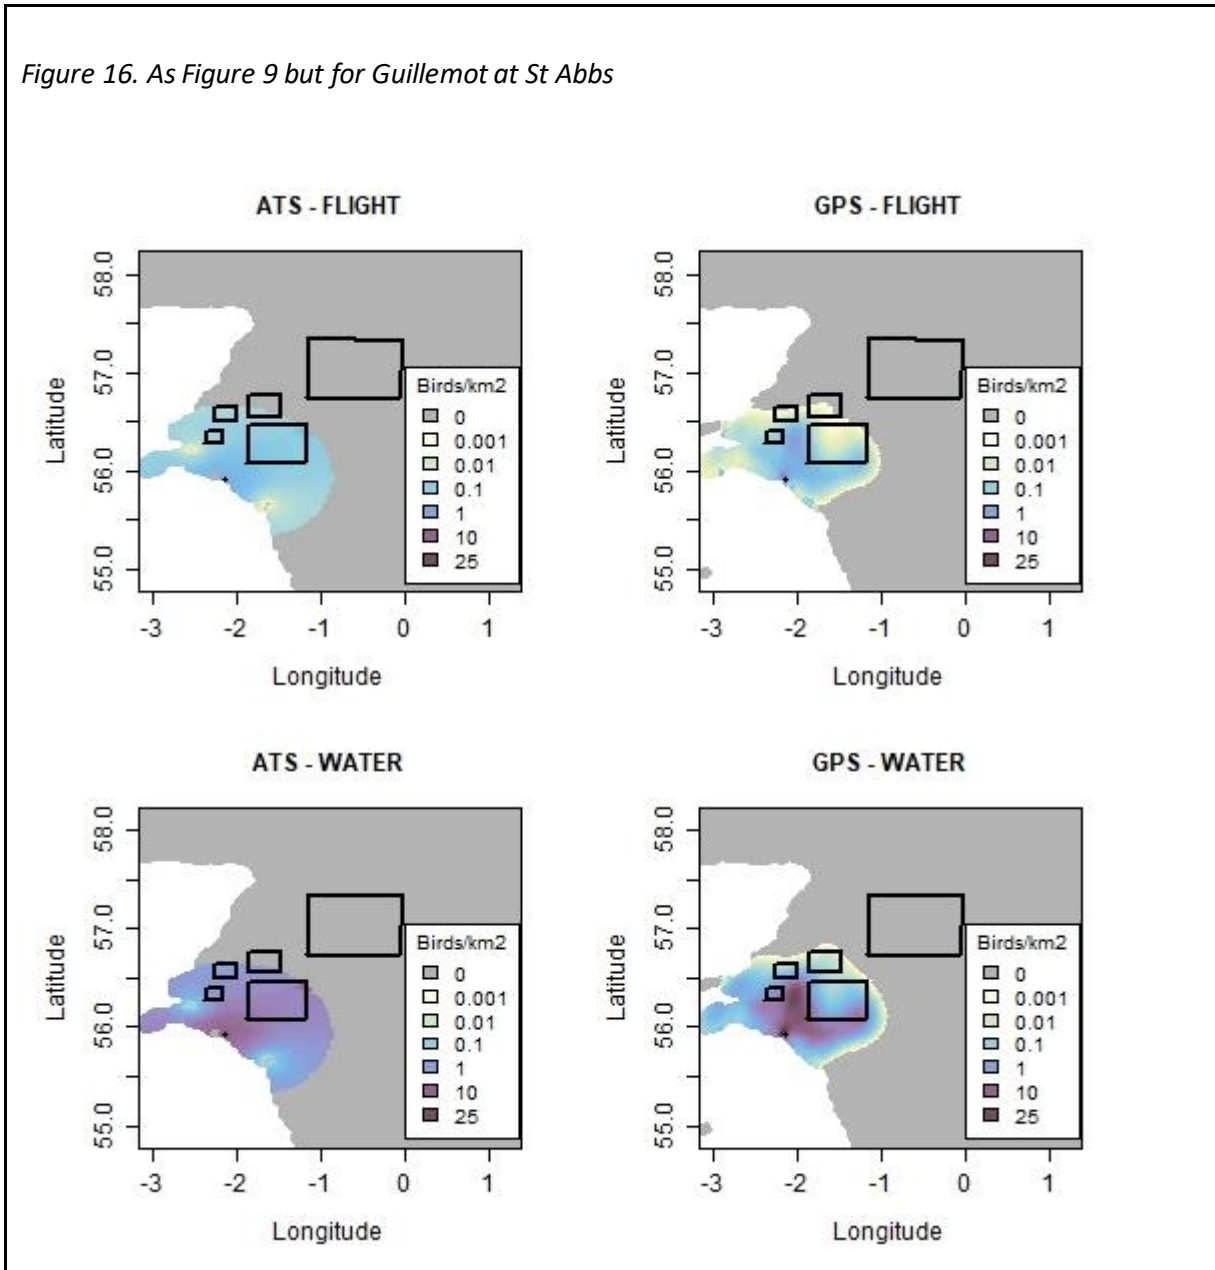 Figure 16. As Figure 9 but for Guillemot at St Abbs
ATS - FLIGHT
58.0
57.0
56.0
55.0
Latitude
Birds/km2
0
0.001
0.01
0.1
1
10
25
-3 -2 -1 0 1
Longitude
GPS - FLIGHT
58.0
57.0
56.0
55.0
Latitude
Birds/km2
0
0.001
0.01
0.1
1
10
25
-3 -2 -1 0 1
Longitude
ATS - WATER
58.0
57.0
56.0
55.0
Latitude
Birds/km2
0
0.001
0.01
0.1
1
10
25
-3 -2 -1 0 1
Longitude
GPS - WATER
58.0
57.0
56.0
55.0
Latitude
Birds/km2
0
0.001
0.01
0.1
1
10
25
-3 -2 -1 0 1
Longitude